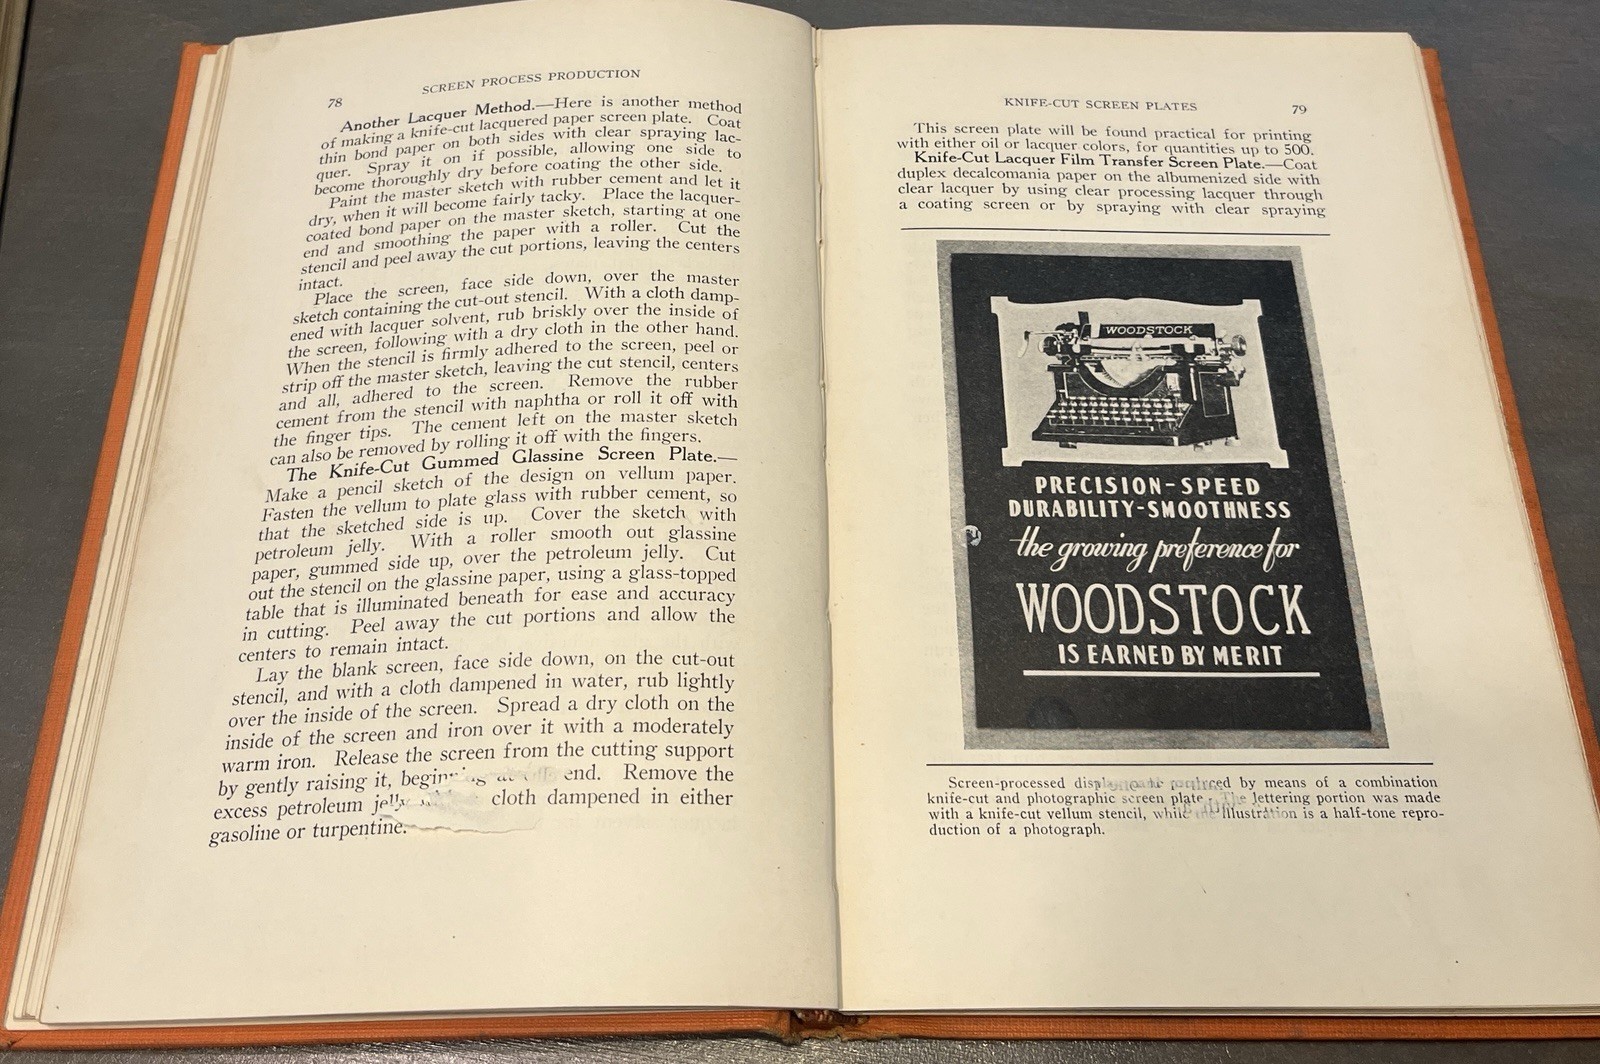 78
SCREEN PROCESS PRODUCTION
Another Lacquer Method.—Here is another method
of making a knife-cut lacquered paper screen plate. Coat
thin bond paper on both sides with clear spraying lac-
quer. Spray it on if possible, allowing one side to
become thoroughly dry before coating the other side.
Paint the master sketch with rubber cement and let it
dry, when it will become fairly tacky. Place the lacquer-
coated bond paper on the master sketch, starting at one
end and smoothing the paper with a roller. Cut the
stencil and peel away the cut portions, leaving the centers
intact.
Place the screen, face side down, over the master
sketch containing the cut-out stencil. With a cloth damp-
ened with lacquer solvent, rub briskly over the inside of
the screen, following with a dry cloth in the other hand.
When the stencil is firmly adhered to the screen, peel or
strip off the master sketch, leaving the cut stencil, centers
and all, adhered to the screen. Remove the rubber
cement from the stencil with naphtha or roll it off with
the finger tips. The cement left on the master sketch
can also be removed by rolling it off with the fingers.
The Knife-Cut Gummed Glassine Screen Plate.—
Make a pencil sketch of the design on vellum paper.
Fasten the vellum to plate glass with rubber cement, so
that the sketched side is up. Cover the sketch with
petroleum jelly. With a roller smooth out glassine
paper, gummed side up, over the petroleum jelly. Cut
out the stencil on the glassine paper, using a glass-topped
table that is illuminated beneath for ease and accuracy
in cutting. Peel away the cut portions and allow the
centers to remain intact.
Lay the blank screen, face side down, on the cut-out
stencil, and with a cloth dampened in water, rub lightly
over the inside of the screen. Spread a dry cloth on the
inside of the screen and iron over it with a moderately
warm iron. Release the screen from the cutting support
by gently raising it, end. Remove the
excess petroleum cloth dampened in either
gasoline or turpentine.
KNIFE-CUT SCREEN PLATES
79
This screen plate will be found practical for printing
with either oil or lacquer colors, for quantities up to 500.
Knife-Cut Lacquer Film Transfer Screen Plate.—Coat
duplex decalcomania paper on the albumenized side with
clear lacquer by using clear processing lacquer through
a coating screen or by spraying with clear spraying
WOODSTOCK
PRECISION-SPEED
DURABILITY-SMOOTHNESS
the growing preference for
WOODSTOCK
IS EARNED BY MERIT
Screen-processed by means of a combination
knife-cut and photographic screen plate. The lettering portion was made
with a knife-cut vellum stencil, while illustration is a half-tone repro-
duction of a photograph.